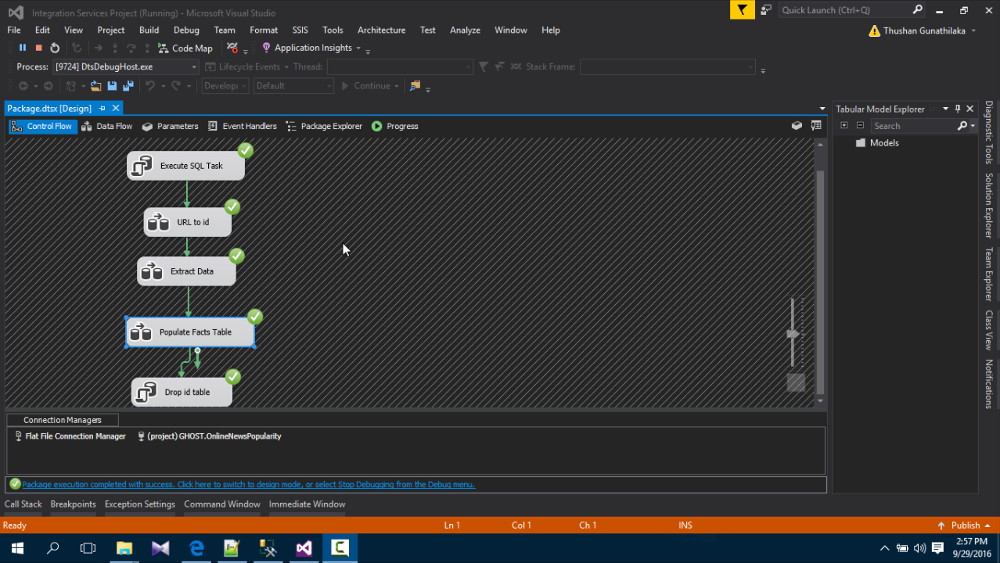 Integration Services Project (Running) - Microsoft Visual Studio
Quick Launch (Ctrl+Q)
File Edit View Project Build Debug Team Format SSIS Tools Architecture Test Analyze Window Help
Thushan Gunathilaka
Code Map Application Insights
Process: [9724] DtsDebugHost.exe Lifecycle Events Thread: Stack Frame:
Develop Default Continue
Package.dtsx [Design]
Control Flow Data Flow Parameters Event Handlers Package Explorer Progress
Execute SQL Task
URL to id
Extract Data
Populate Facts Table
Drop id table
Connection Managers
Flat File Connection Manager (project) GHOST.OnlineNewsPopularity
Package execution completed with success. Click here to switch to design mode, or select Stop Debugging from the Debug menu.
Tabular Model Explorer
Search
Models
Diagnostic Tools
Solution Explorer
Team Explorer
Class View
Notifications
Call Stack Breakpoints Exception Settings Command Window Immediate Window
Ready Ln 1 Col 1 Ch 1 INS Publish
2:57 PM
9/29/2016